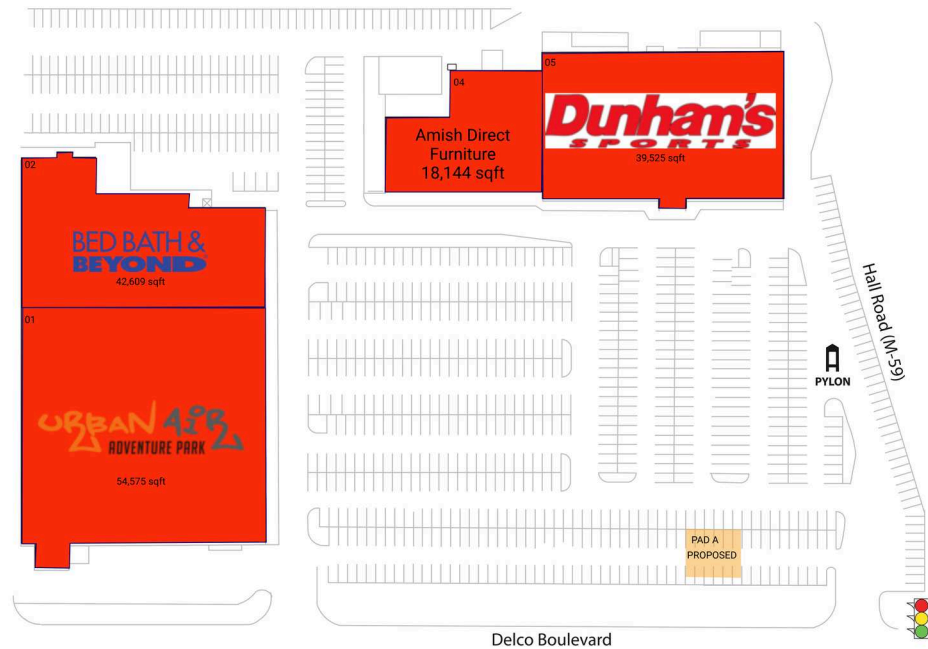 05
04
Dunham's
SPORTS
39,525 sqft
Amish Direct
Furniture
18,144 sqft
02
BED BATH &
BEYOND
42,609 sqft
01
URBAN AIR
ADVENTURE PARK
54,575 sqft
Hall Road (M-59)
PYLON
PAD A
PROPOSED
Delco Boulevard